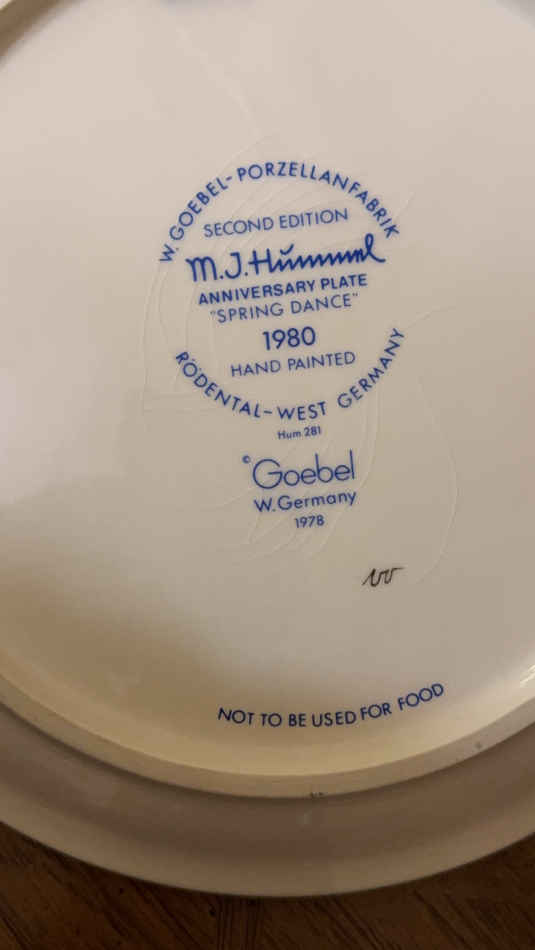 W. GOEBEL-PORZELLANFABRIK
SECOND EDITION
M.J.Hummel
ANNIVERSARY PLATE
"SPRING DANCE"
1980
HAND PAINTED
RÖDENTAL-WEST GERMANY
Hum 281
©Goebel
W.Germany
1978
NOT TO BE USED FOR FOOD